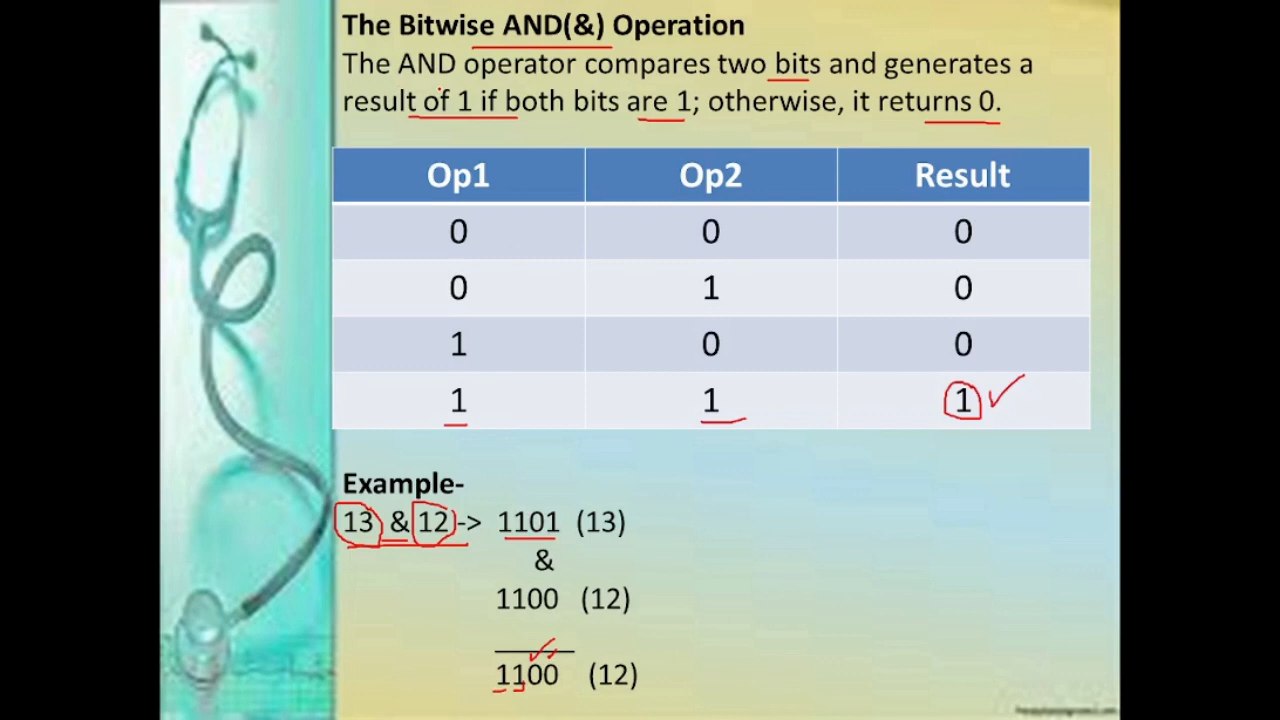 The Bitwise AND(&) Operation
The AND operator compares two bits and generates a
result of 1 if both bits are 1; otherwise, it returns 0.
Op1 Op2 Result
0 0 0
0 1 0
1 0 0
1 1 1
Example-
13 & 12 -> 1101 (13)
&
1100 (12)
1100 (12)